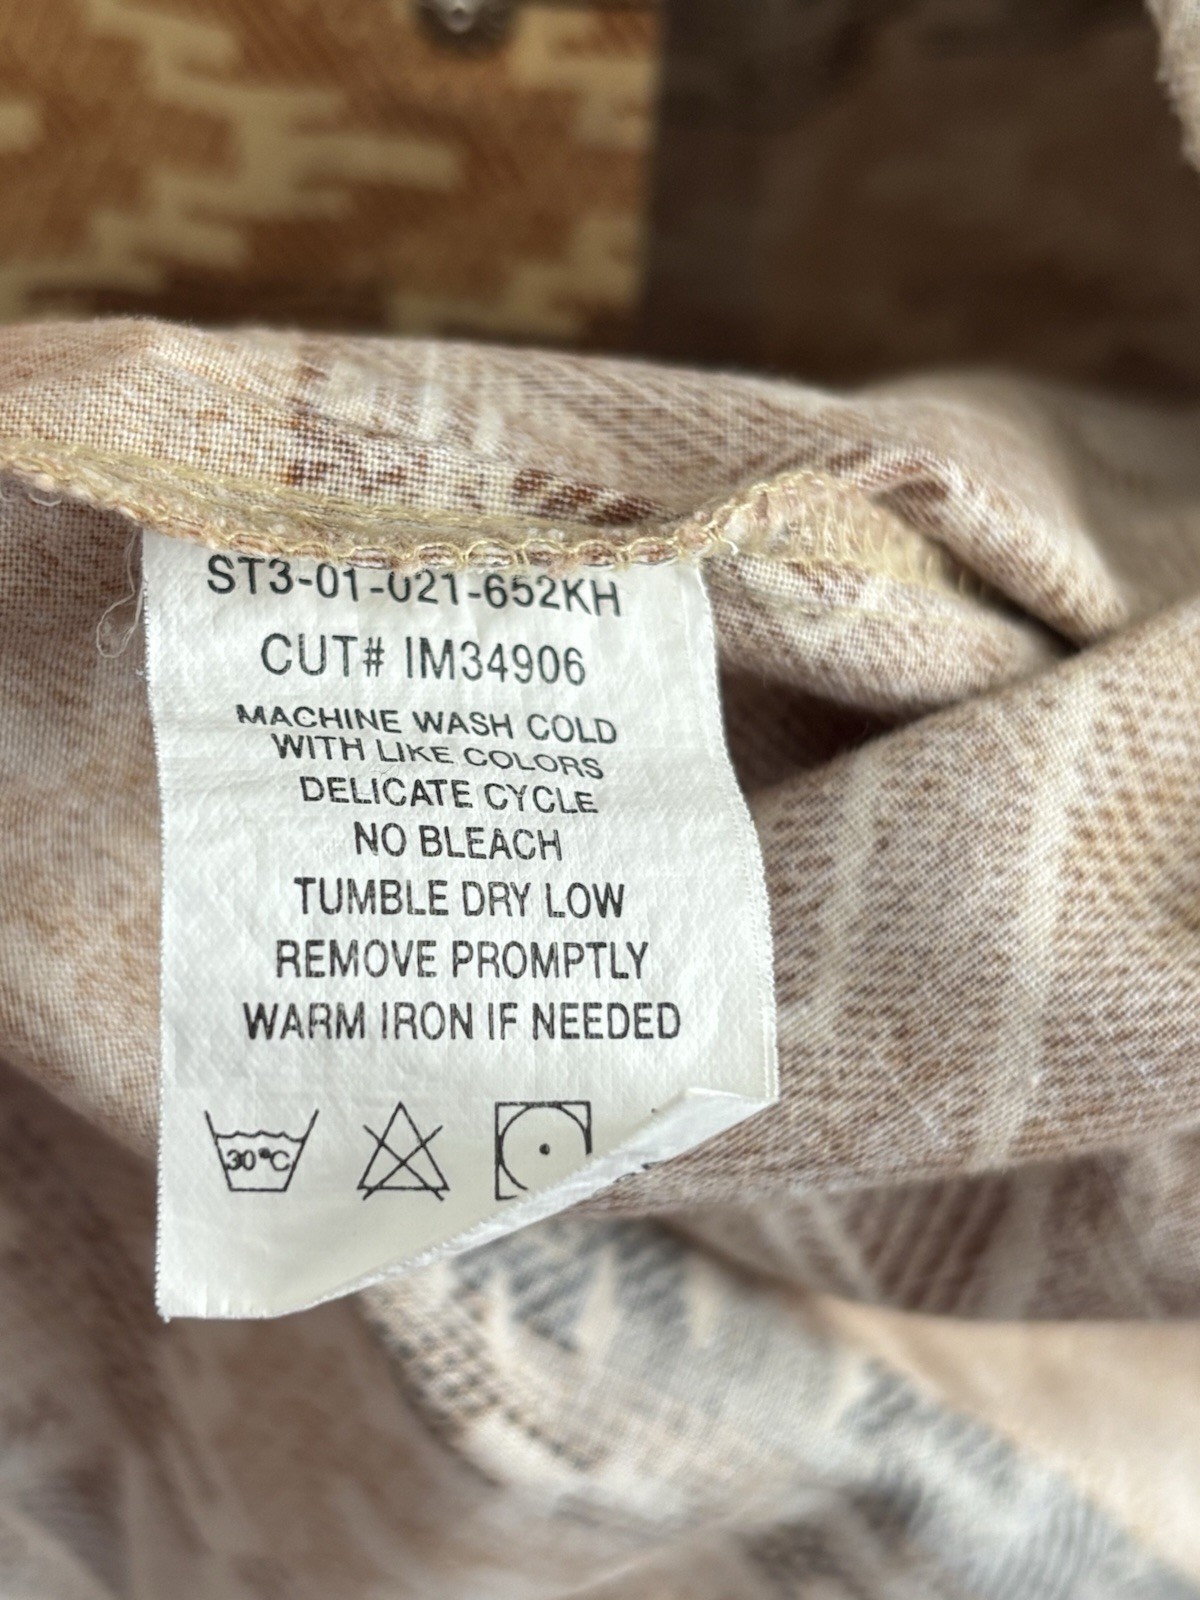 ST3-01-021-652KH
CUT# IM34906
MACHINE WASH COLD
WITH LIKE COLORS
DELICATE CYCLE
NO BLEACH
TUMBLE DRY LOW
REMOVE PROMPTLY
WARM IRON IF NEEDED
30°C